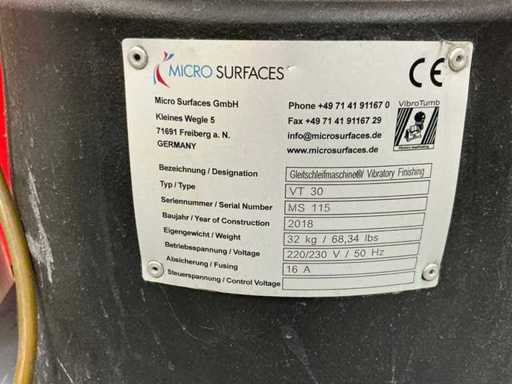 MICRO SURFACES
CE
Micro Surfaces GmbH
Kleines Wegle 5
71691 Freiberg a. N.
GERMANY
Phone +49 71 41 91167 0
Fax +49 71 41 91167 29
info@microsurfaces.de
www.microsurfaces.de
VibroTumb
Bezeichnung / Designation Gleitschleifmaschine Vibratory Finishing
Typ / Type VT 30
Seriennummer / Serial Number MS 115
Baujahr / Year of Construction 2018
Eigengewicht / Weight 32 kg / 68,34 lbs
Betriebsspannung / Voltage 220/230 V / 50 Hz
Absicherung / Fusing 16 A
Steuerspannung / Control Voltage